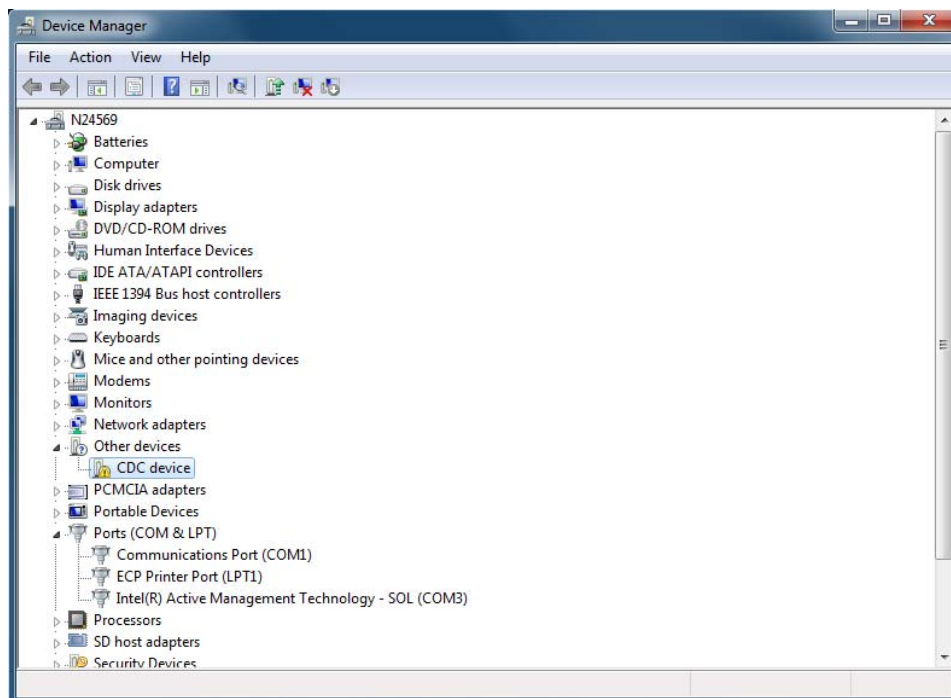 Device Manager
File Action View Help
N24569
Batteries
Computer
Disk drives
Display adapters
DVD/CD-ROM drives
Human Interface Devices
IDE ATA/ATAPI controllers
IEEE 1394 Bus host controllers
Imaging devices
Keyboards
Mice and other pointing devices
Modems
Monitors
Network adapters
Other devices
CDC device
PCMCIA adapters
Portable Devices
Ports (COM & LPT)
Communications Port (COM1)
ECP Printer Port (LPT1)
Intel(R) Active Management Technology - SOL (COM3)
Processors
SD host adapters
Security Devices